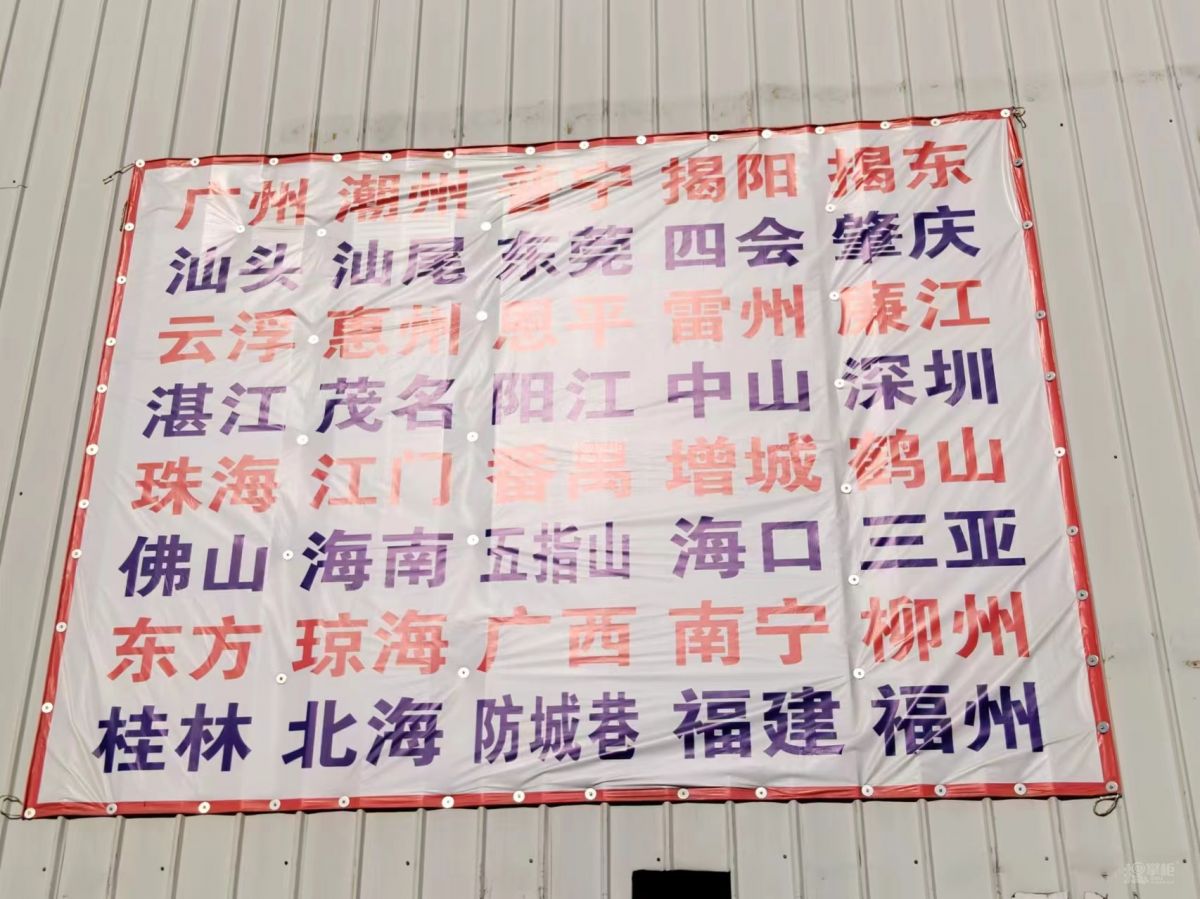 广州 潮州 普宁 揭阳 揭东
汕头 汕尾 东莞 四会 肇庆
云浮 惠州 恩平 雷州 廉江
湛江 茂名 阳江 中山 深圳
珠海 江门 番禺 增城 鹤山
佛山 海南 五指山 海口 三亚
东方 琼海 广西 南宁 柳州
桂林 北海 防城巷 福建 福州